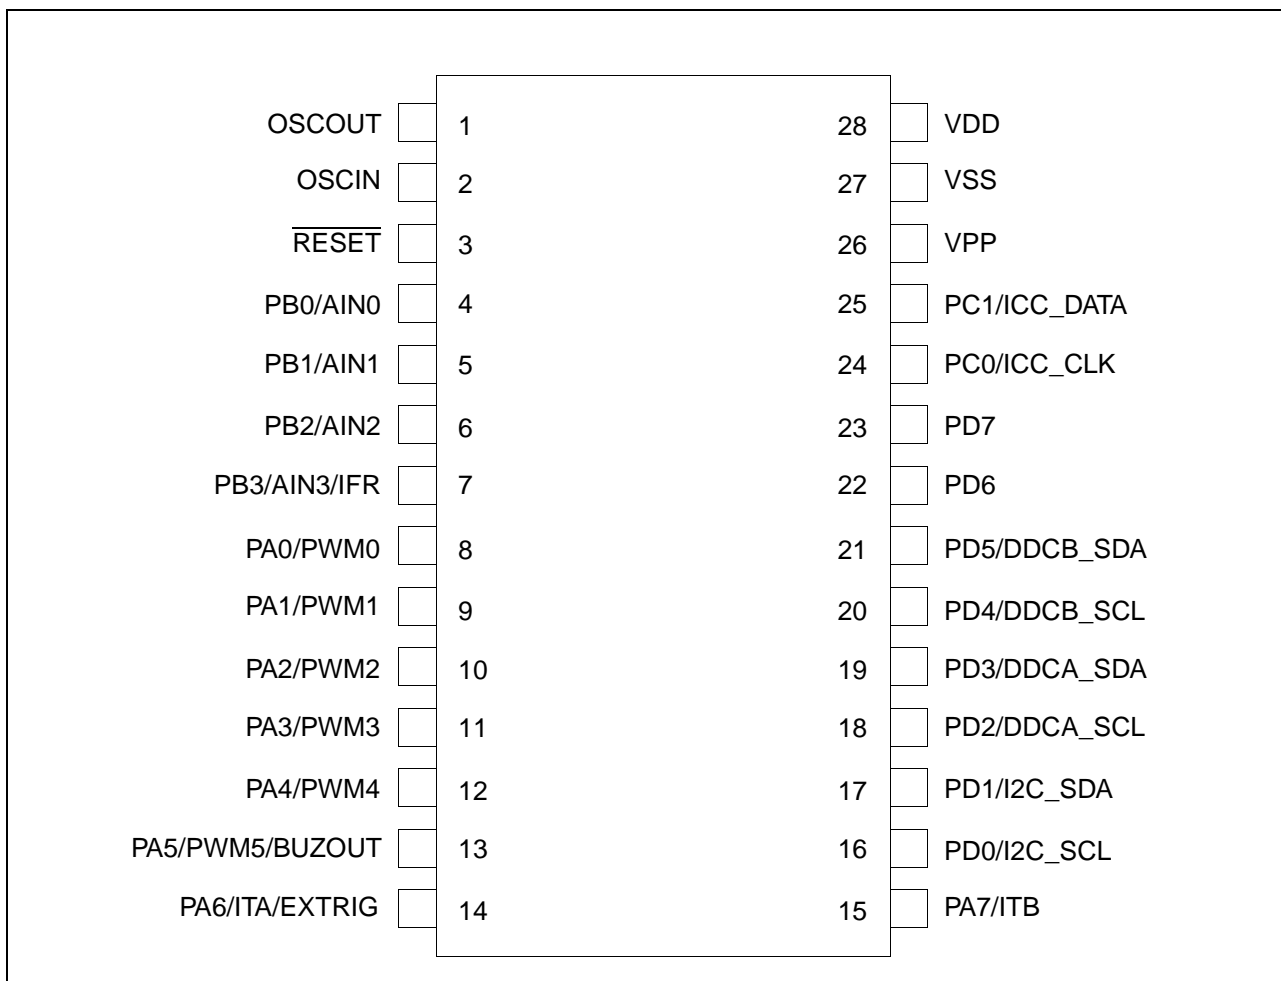 OSCOUT 1 28 VDD
OSCIN 2 27 VSS
RESET 3 26 VPP
PB0/AIN0 4 25 PC1/ICC_DATA
PB1/AIN1 5 24 PC0/ICC_CLK
PB2/AIN2 6 23 PD7
PB3/AIN3/IFR 7 22 PD6
PA0/PWM0 8 21 PD5/DDCB_SDA
PA1/PWM1 9 20 PD4/DDCB_SCL
PA2/PWM2 10 19 PD3/DDCA_SDA
PA3/PWM3 11 18 PD2/DDCA_SCL
PA4/PWM4 12 17 PD1/I2C_SDA
PA5/PWM5/BUZOUT 13 16 PD0/I2C_SCL
PA6/ITA/EXTRIG 14 15 PA7/ITB